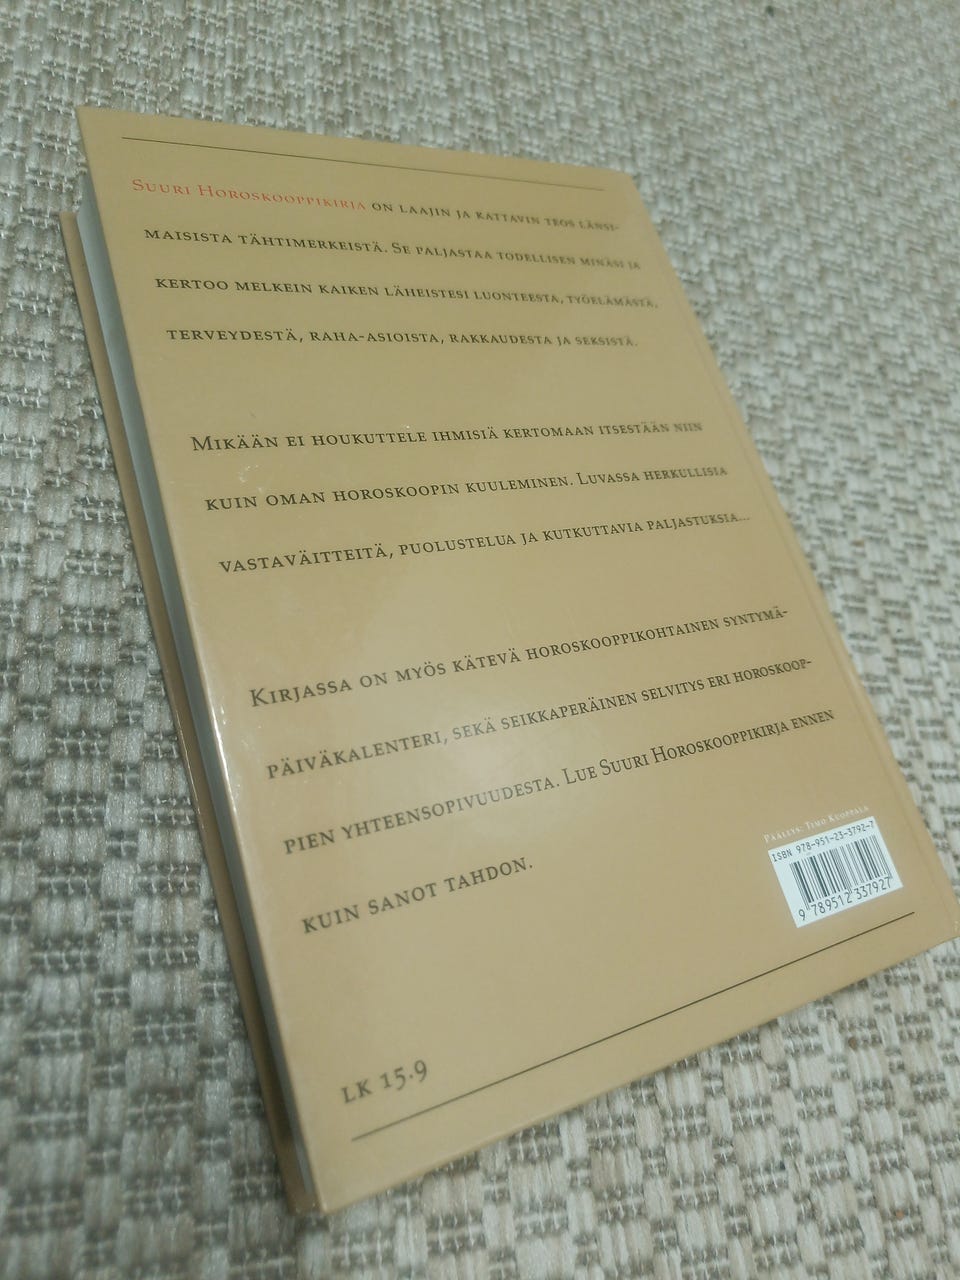 Suuri Horoskooppikirja on laajin ja kattavin teos länsi-
maisista tähtimerkeistä. Se paljastaa todellisen minäsi ja
kertoo melkein kaiken läheistesi luonteesta, työelämästä,
terveydestä, raha-asioista, rakkaudesta ja seksistä.
Mikään ei houkuttele ihmisiä kertomaan itsestään niin
kuin oman horoskoopin kuuleminen. Luvassa herkullisia
vastaväitteitä, puolustelua ja kutkuttavia paljastuksia...
Kirjassa on myös kätevä horoskooppikohtainen syntymä-
päiväkalenteri, sekä seikkaperäinen selvitys eri horoskoop-
pien yhteensopivuudesta. Lue Suuri Horoskooppikirja ennen
kuin sanot tahdon.
Päällys: Timo Kuoppala
ISBN 978-951-23-3792-7
9 789512 337927
LK 15.9